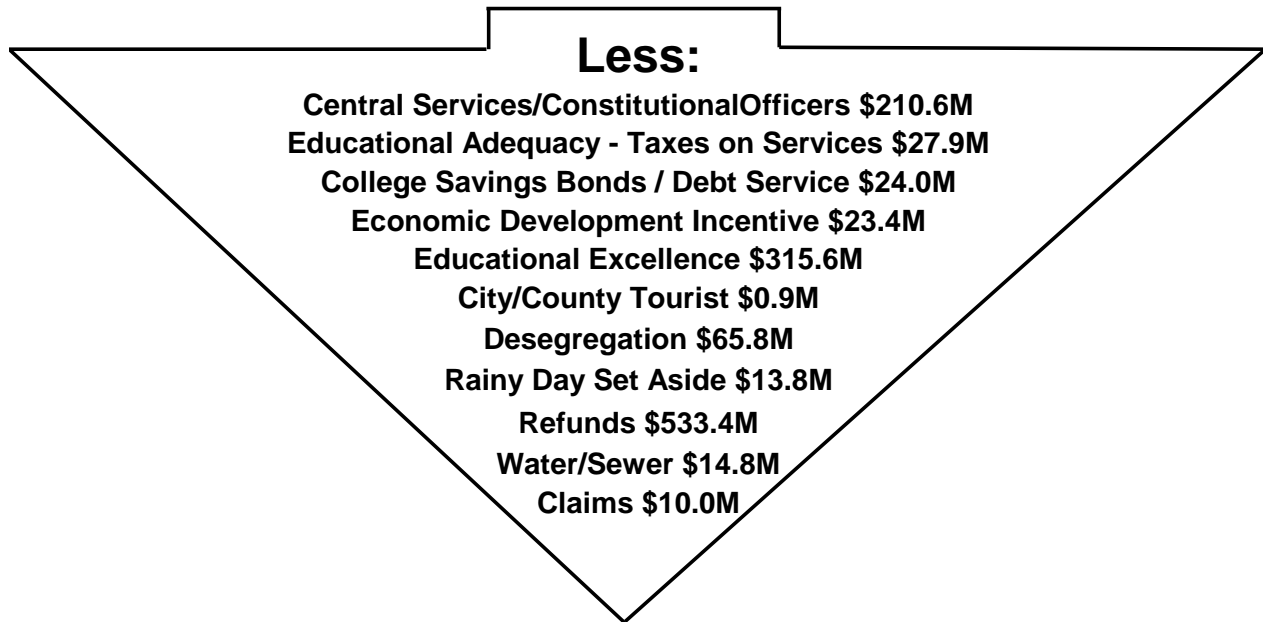 Less:
Central Services/ConstitutionalOfficers $210.6M
Educational Adequacy - Taxes on Services $27.9M
College Savings Bonds / Debt Service $24.0M
Economic Development Incentive $23.4M
Educational Excellence $315.6M
City/County Tourist $0.9M
Desegregation $65.8M
Rainy Day Set Aside $13.8M
Refunds $533.4M
Water/Sewer $14.8M
Claims $10.0M